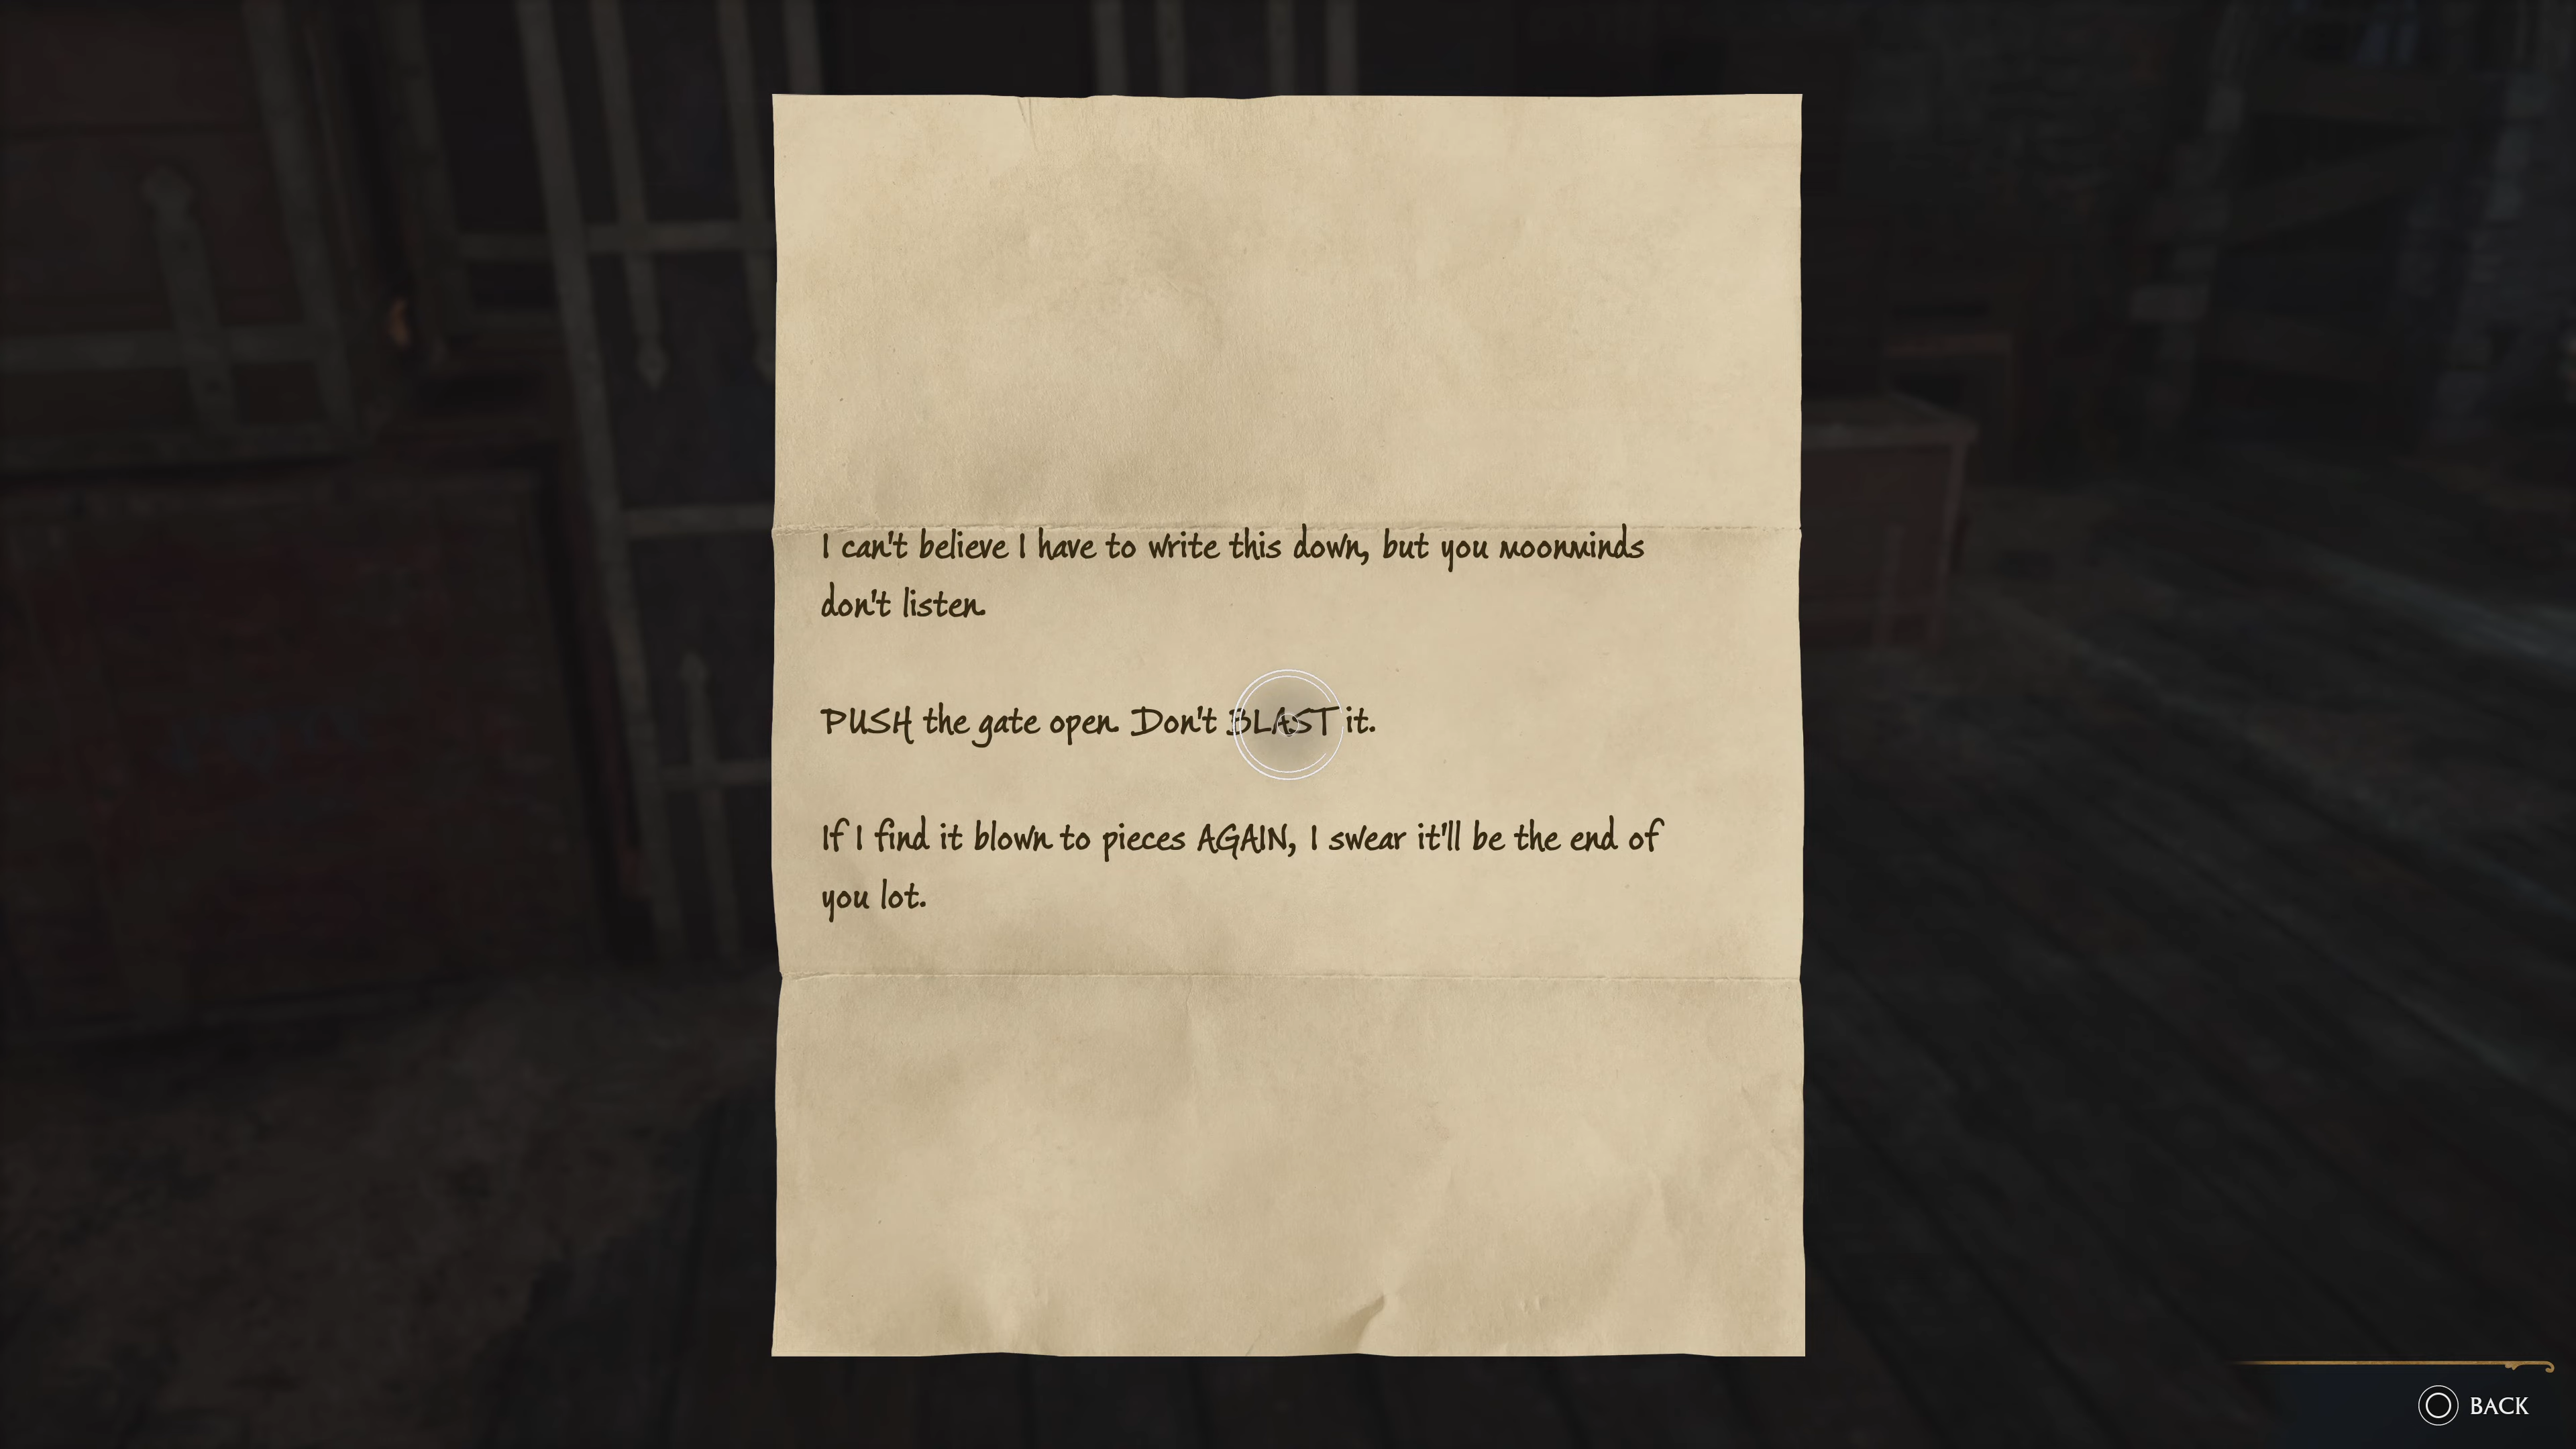 I can't believe I have to write this down, but you moonminds
don't listen.
PUSH the gate open. Don't BLAST it.
If I find it blown to pieces AGAIN, I swear it'll be the end of
you lot.
BACK